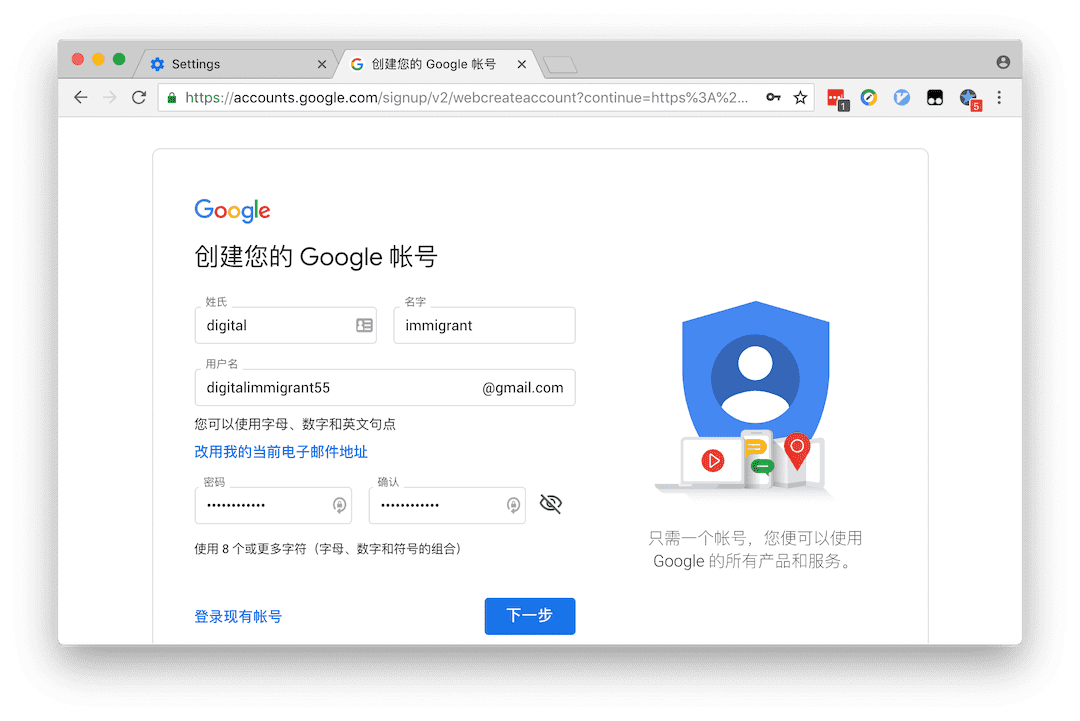 Settings
创建您的 Google 帐号
https://accounts.google.com/signup/v2/webcreateaccount?continue=https%3A%2...
1
5
Google
创建您的 Google 帐号
姓氏
名字
digital
immigrant
用户名
digitalimmigrant55
@gmail.com
您可以使用字母、数字和英文句点
改用我的当前电子邮件地址
密码
确认
••••••••••••
••••••••••••
使用 8 个或更多字符（字母、数字和符号的组合）
登录现有帐号
下一步
只需一个帐号，您便可以使用
Google 的所有产品和服务。